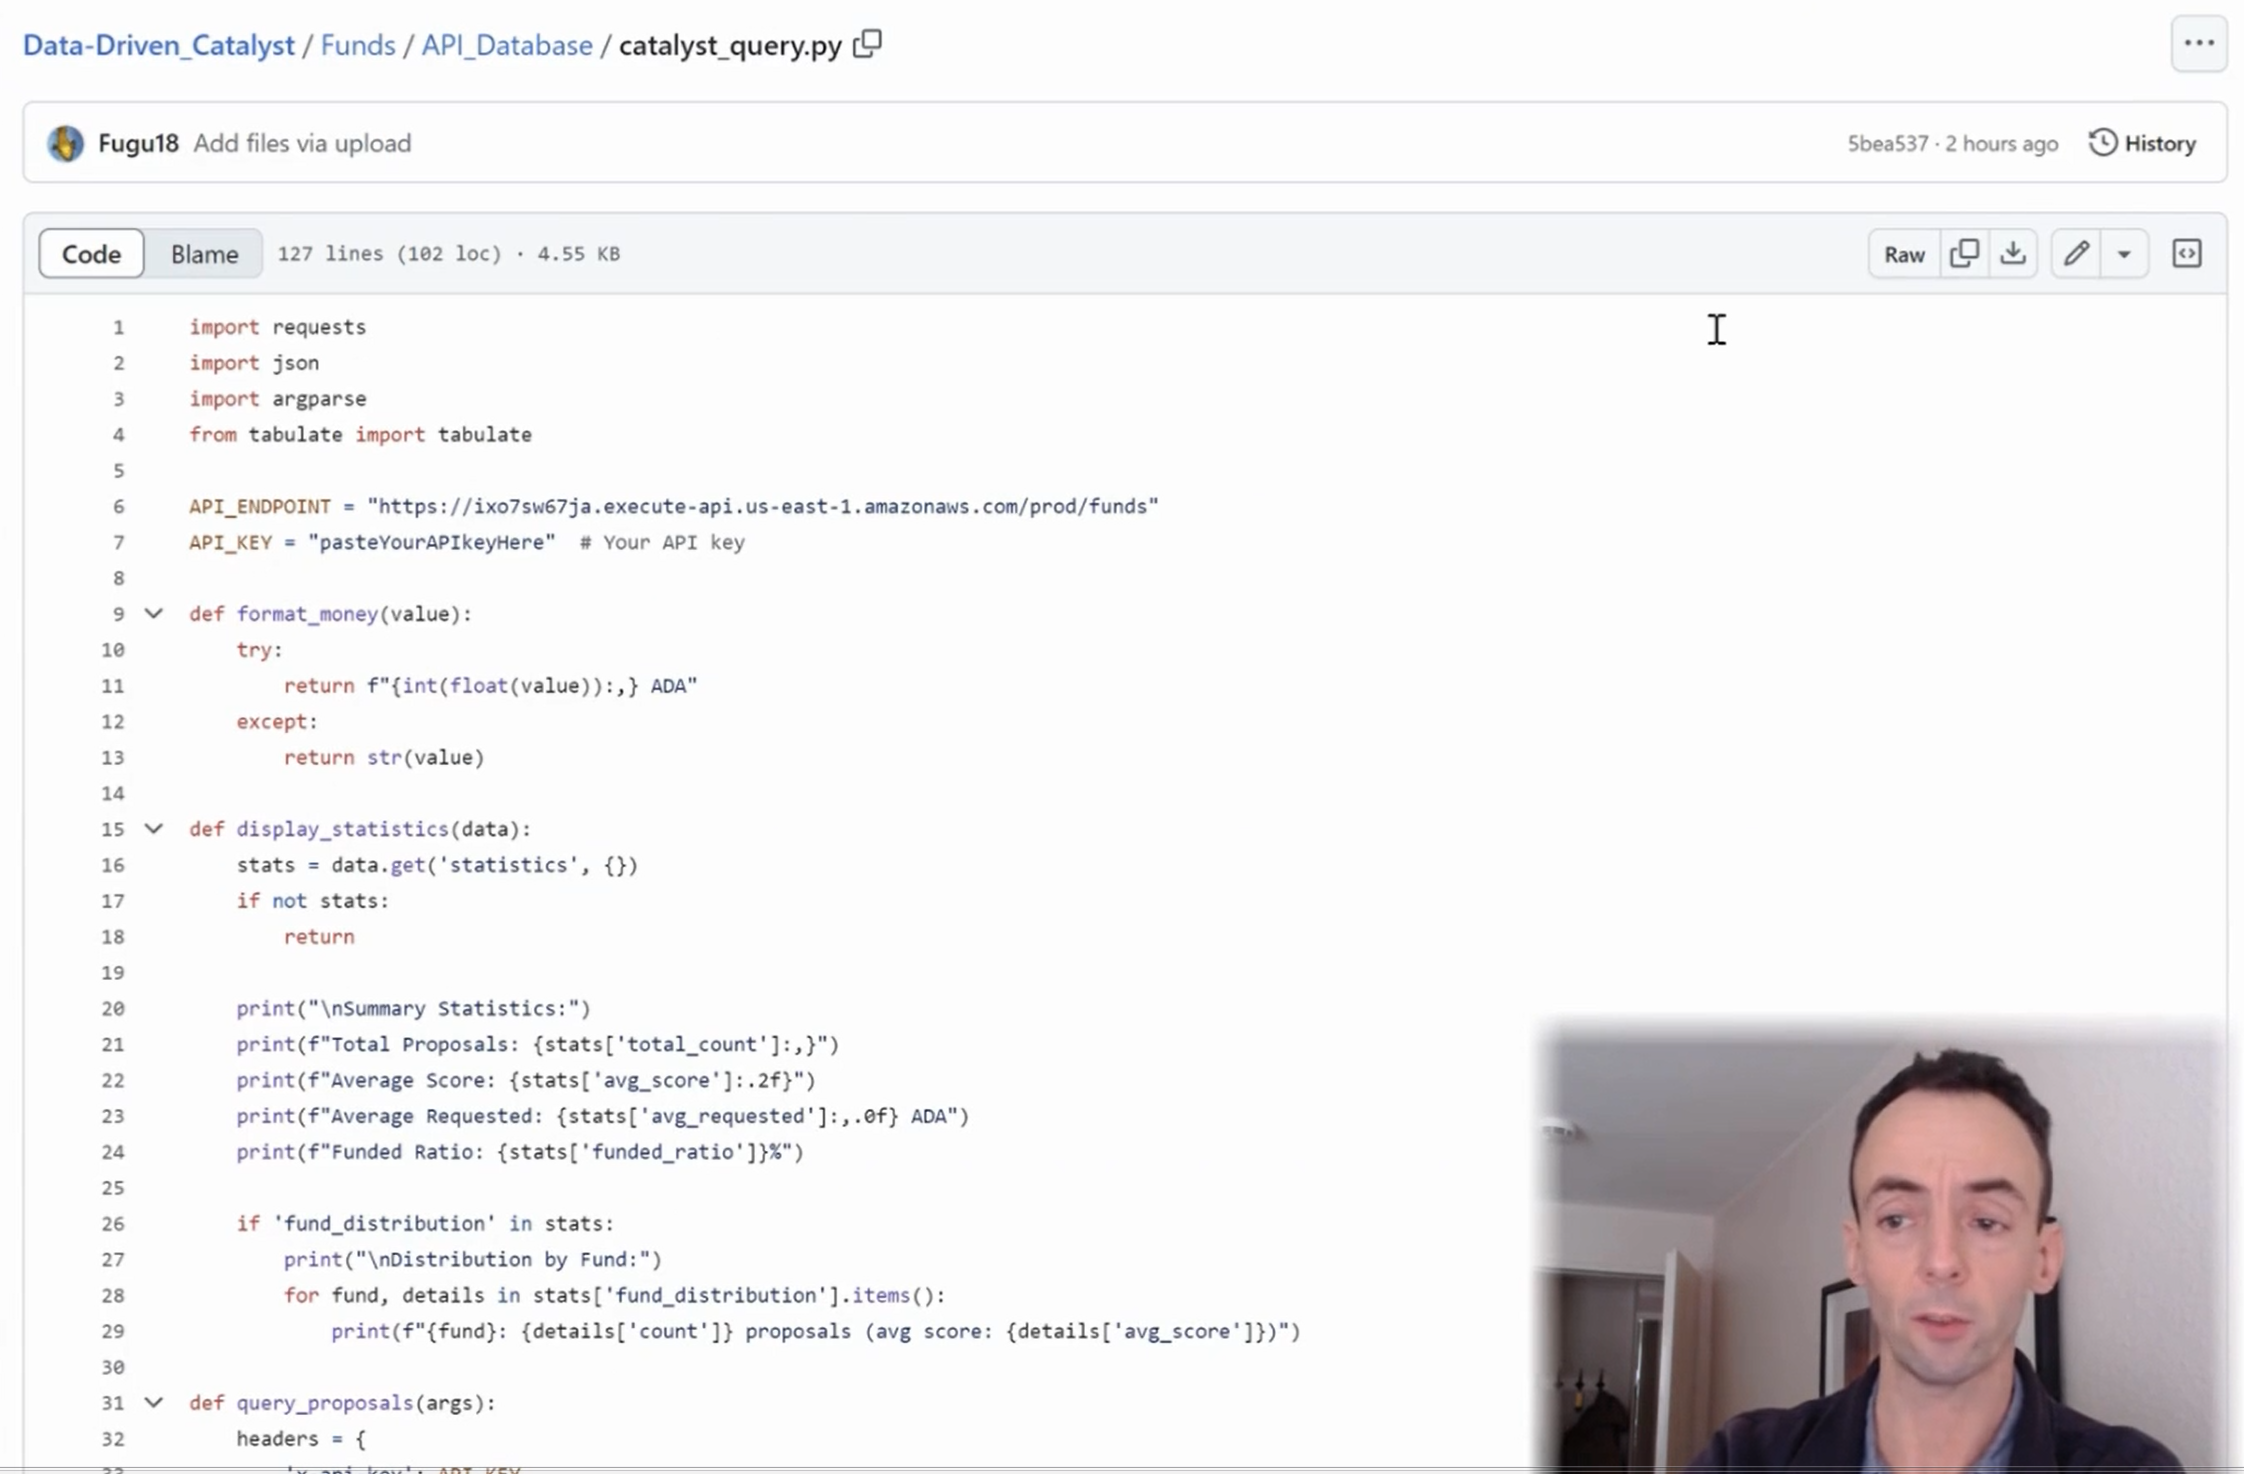 Data-Driven_Catalyst / Funds / API_Database / catalyst_query.py
Fugu18 Add files via upload
5bea537 · 2 hours ago History
Code Blame 127 lines (102 loc) · 4.55 KB Raw
1 import requests
2 import json
3 import argparse
4 from tabulate import tabulate
5
6 API_ENDPOINT = "https://ixo7sw67ja.execute-api.us-east-1.amazonaws.com/prod/funds"
7 API_KEY = "pasteYourAPIkeyHere"  # Your API key
8
9 def format_money(value):
10     try:
11         return f"{int(float(value)):,} ADA"
12     except:
13         return str(value)
14
15 def display_statistics(data):
16     stats = data.get('statistics', {})
17     if not stats:
18         return
19
20     print("\nSummary Statistics:")
21     print(f"Total Proposals: {stats['total_count']:,}")
22     print(f"Average Score: {stats['avg_score']:.2f}")
23     print(f"Average Requested: {stats['avg_requested']:,.0f} ADA")
24     print(f"Funded Ratio: {stats['funded_ratio']}%")
25
26     if 'fund_distribution' in stats:
27         print("\nDistribution by Fund:")
28         for fund, details in stats['fund_distribution'].items():
29             print(f"{fund}: {details['count']} proposals (avg score: {details['avg_score']})")
30
31 def query_proposals(args):
32     headers = {